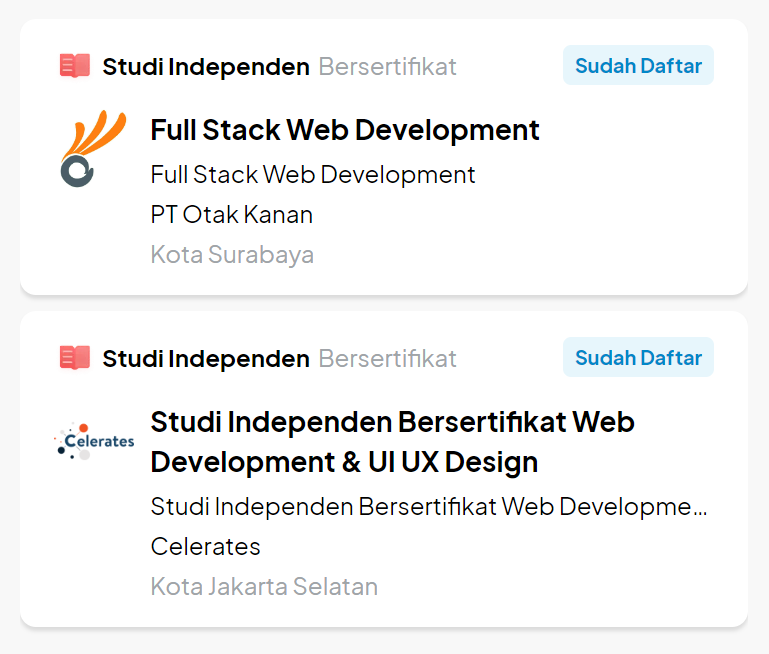 Studi Independen Bersertifikat Sudah Daftar
Full Stack Web Development
Full Stack Web Development
PT Otak Kanan
Kota Surabaya
Studi Independen Bersertifikat Sudah Daftar
Studi Independen Bersertifikat Web
Celerates
Development & UI UX Design
Studi Independen Bersertifikat Web Developme...
Celerates
Kota Jakarta Selatan